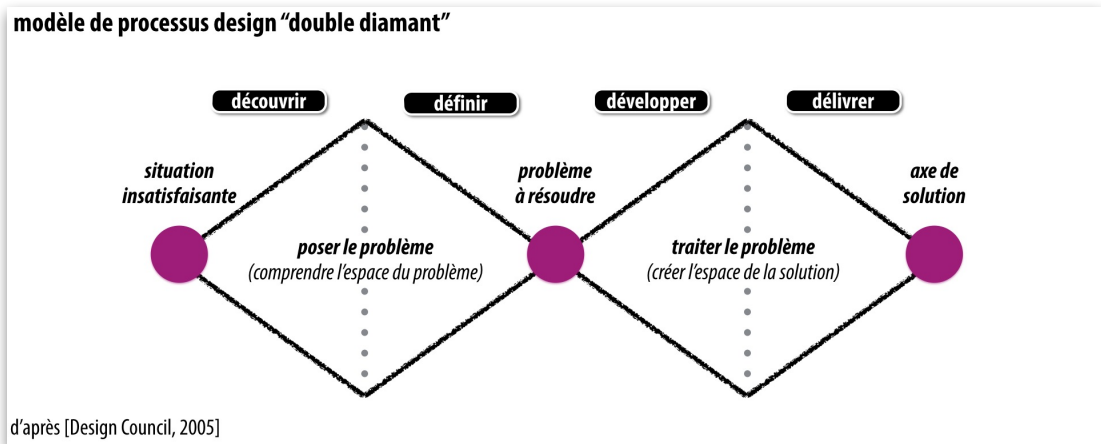 modèle de processus design “double diamant”
découvrir
définir
développer
délivrer
situation
insatisfaisante
problème
à résoudre
axe de
solution
poser le problème
(comprendre l’espace du problème)
traiter le problème
(créer l’espace de la solution)
d’après [Design Council, 2005]